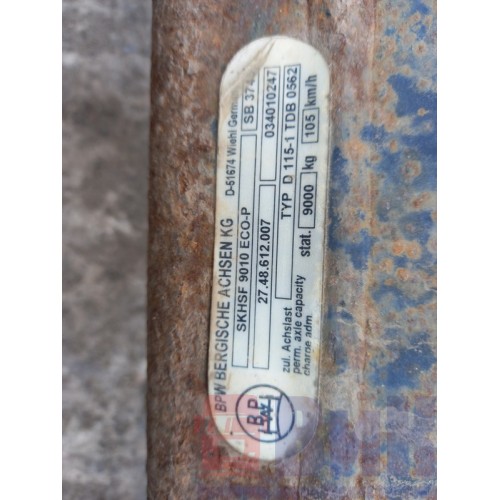 BPW BERGISCHE ACHSEN KG D-51674 Wiehl Germ
SKHSF 9010 ECO-P SB 374
27.48.612.007 034010247
TYP D 115-1 TDB 0562
zul. Achslast
perm. axle capacity
charge adm.
stat. 9000 kg 105 km/h
BPW